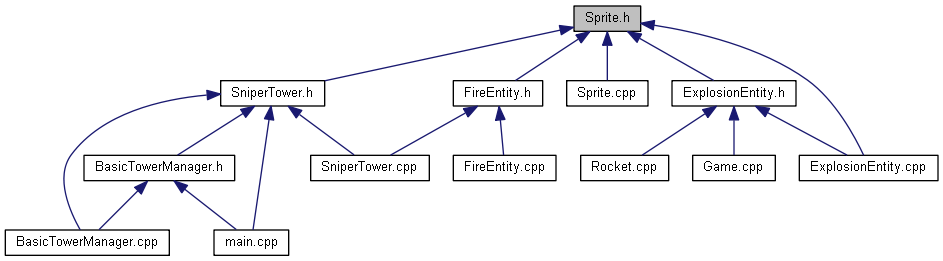 Sprite.h
SniperTower.h
FireEntity.h
Sprite.cpp
ExplosionEntity.h
BasicTowerManager.h
SniperTower.cpp
FireEntity.cpp
Rocket.cpp
Game.cpp
ExplosionEntity.cpp
BasicTowerManager.cpp
main.cpp